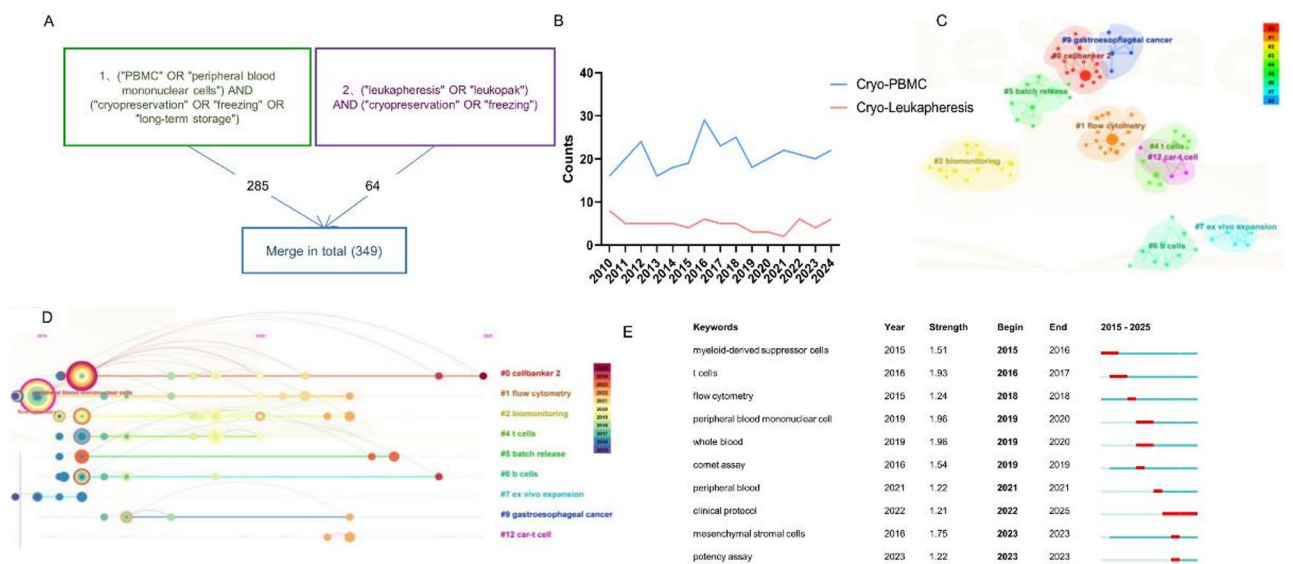 A
1、("PBMC" OR "peripheral blood
mononuclear cells") AND
("cryopreservation" OR "freezing" OR
"long-term storage")
2、("leukapheresis" OR "leukopak")
AND ("cryopreservation" OR "freezing")
285
64
Merge in total (349)
B
Counts
40
30
20
10
0
2010
2011
2012
2013
2014
2015
2016
2017
2018
2019
2020
2021
2022
2023
2024
Cryo-PBMC
Cryo-Leukapheresis
C
#9 gastroesophageal cancer
#0 cellbanker 2
#5 batch release
#1 flow cytometry
#4 t cells
#12 car-t cell
#2 biomonitoring
#7 ex vivo expansion
#6 b cells
D
peripheral blood mononuclear cells
#0 cellbanker 2
#1 flow cytometry
#2 biomonitoring
#4 t cells
#5 batch release
#6 b cells
#7 ex vivo expansion
#9 gastroesophageal cancer
#12 car-t cell
E
Keywords Year Strength Begin End 2015 - 2025
myeloid-derived suppressor cells 2015 1.51 2015 2016
t cells 2016 1.93 2016 2017
flow cytometry 2015 1.24 2018 2018
peripheral blood mononuclear cell 2019 1.96 2019 2020
whole blood 2019 1.96 2019 2020
comet assay 2016 1.54 2019 2019
peripheral blood 2021 1.22 2021 2021
clinical protocol 2022 1.21 2022 2025
mesenchymal stromal cells 2016 1.75 2023 2023
potency assay 2023 1.22 2023 2023